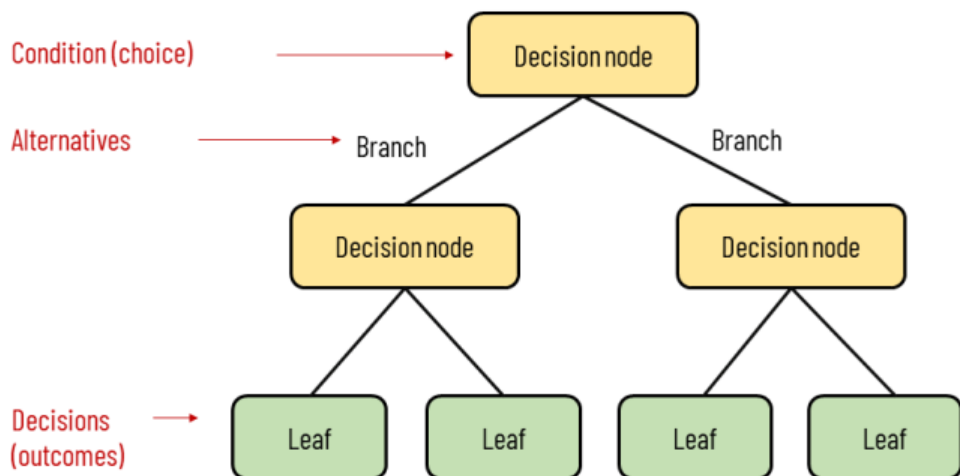 Condition (choice)
Decision node
Alternatives
Branch
Branch
Decision node
Decision node
Decisions
(outcomes)
Leaf
Leaf
Leaf
Leaf